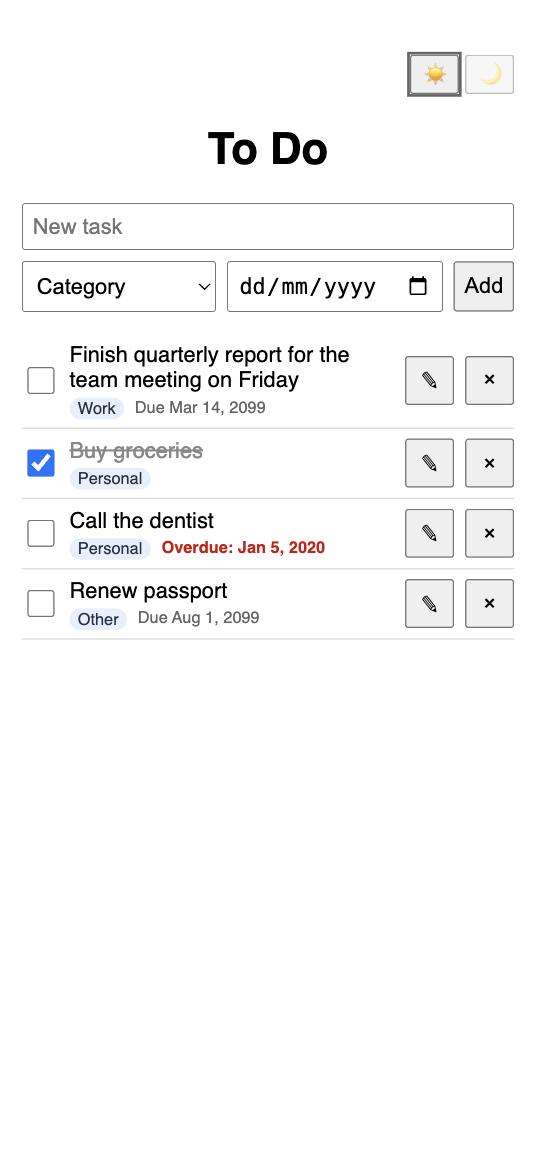 To Do
New task
Category dd/mm/yyyy Add
Finish quarterly report for the
team meeting on Friday
Work Due Mar 14, 2099
Buy groceries
Personal
Call the dentist
Personal Overdue: Jan 5, 2020
Renew passport
Other Due Aug 1, 2099